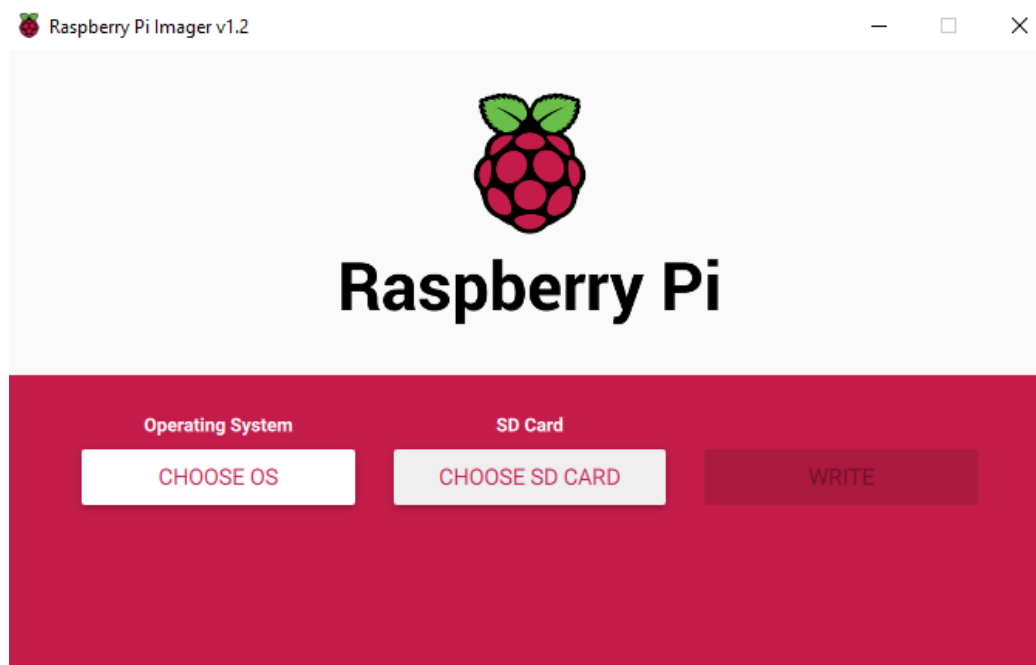 Raspberry Pi Imager v1.2
Raspberry Pi
Operating System
SD Card
CHOOSE OS
CHOOSE SD CARD
WRITE